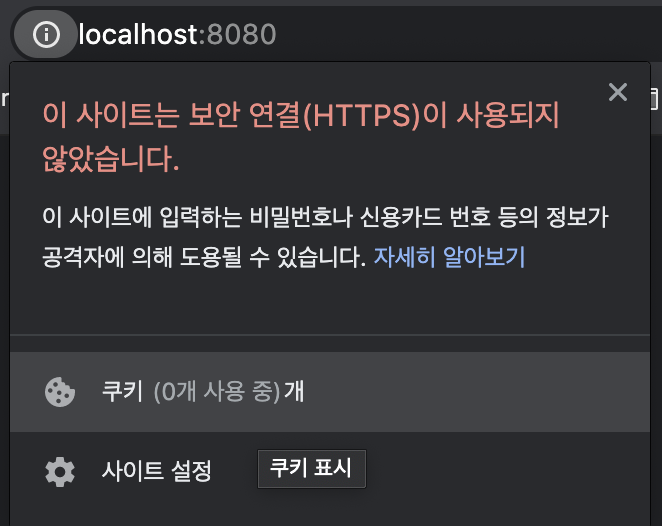 localhost:8080
이 사이트는 보안 연결(HTTPS)이 사용되지
않았습니다.
이 사이트에 입력하는 비밀번호나 신용카드 번호 등의 정보가
공격자에 의해 도용될 수 있습니다. 자세히 알아보기
쿠키 (0개 사용 중)개
사이트 설정
쿠키 표시